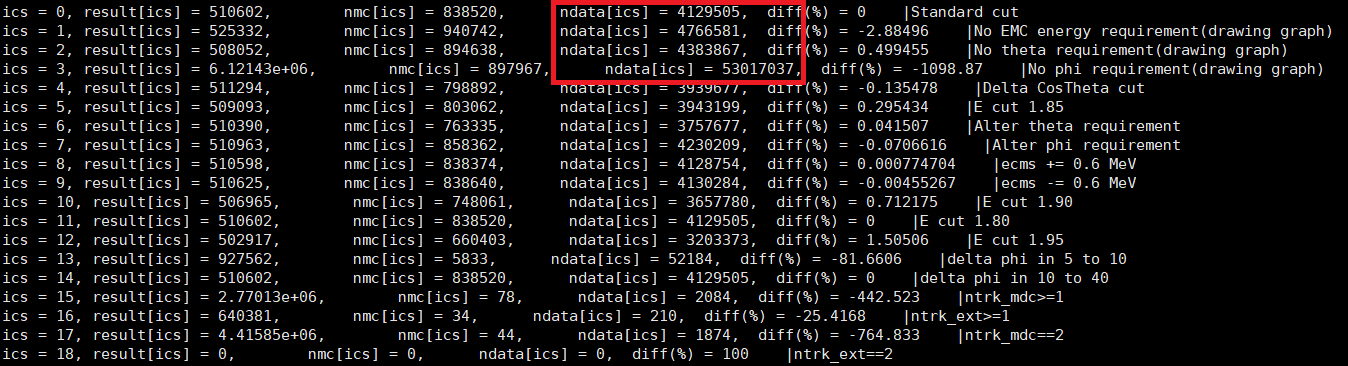 ics = 0, result[ics] = 510602, nmc[ics] = 838520, ndata[ics] = 4129505, diff(%) = 0 |Standard cut
ics = 1, result[ics] = 525332, nmc[ics] = 940742, ndata[ics] = 4766581, diff(%) = -2.88496 |No EMC energy requirement(drawing graph)
ics = 2, result[ics] = 508052, nmc[ics] = 894638, ndata[ics] = 4383867, diff(%) = 0.499455 |No theta requirement(drawing graph)
ics = 3, result[ics] = 6.12143e+06, nmc[ics] = 897967, ndata[ics] = 53017037, diff(%) = -1098.87 |No phi requirement(drawing graph)
ics = 4, result[ics] = 511294, nmc[ics] = 798892, ndata[ics] = 3939677, diff(%) = -0.135478 |Delta CosTheta cut
ics = 5, result[ics] = 509093, nmc[ics] = 803062, ndata[ics] = 3943199, diff(%) = 0.295434 |E cut 1.85
ics = 6, result[ics] = 510390, nmc[ics] = 763335, ndata[ics] = 3757677, diff(%) = 0.041507 |Alter theta requirement
ics = 7, result[ics] = 510963, nmc[ics] = 858362, ndata[ics] = 4230209, diff(%) = -0.0706616 |Alter phi requirement
ics = 8, result[ics] = 510598, nmc[ics] = 838374, ndata[ics] = 4128754, diff(%) = 0.000774704 |ecms += 0.6 MeV
ics = 9, result[ics] = 510625, nmc[ics] = 838640, ndata[ics] = 4130284, diff(%) = -0.00455267 |ecms -= 0.6 MeV
ics = 10, result[ics] = 506965, nmc[ics] = 748061, ndata[ics] = 3657780, diff(%) = 0.712175 |E cut 1.90
ics = 11, result[ics] = 510602, nmc[ics] = 838520, ndata[ics] = 4129505, diff(%) = 0 |E cut 1.80
ics = 12, result[ics] = 502917, nmc[ics] = 660403, ndata[ics] = 3203373, diff(%) = 1.50506 |E cut 1.95
ics = 13, result[ics] = 927562, nmc[ics] = 5833, ndata[ics] = 52184, diff(%) = -81.6606 |delta phi in 5 to 10
ics = 14, result[ics] = 510602, nmc[ics] = 838520, ndata[ics] = 4129505, diff(%) = 0 |delta phi in 10 to 40
ics = 15, result[ics] = 2.77013e+06, nmc[ics] = 78, ndata[ics] = 2084, diff(%) = -442.523 |ntrk_mdc>=1
ics = 16, result[ics] = 640381, nmc[ics] = 34, ndata[ics] = 210, diff(%) = -25.4168 |ntrk_ext>=1
ics = 17, result[ics] = 4.41585e+06, nmc[ics] = 44, ndata[ics] = 1874, diff(%) = -764.833 |ntrk_mdc==2
ics = 18, result[ics] = 0, nmc[ics] = 0, ndata[ics] = 0, diff(%) = 100 |ntrk_ext==2